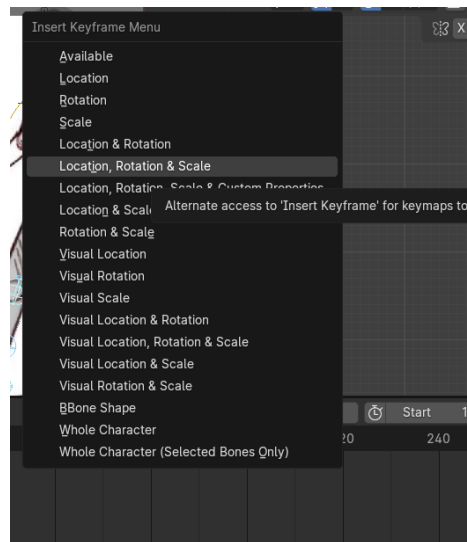 Insert Keyframe Menu
X
Available
Location
Rotation
Scale
Location & Rotation
Location, Rotation & Scale
Location, Rotation, Scale & Custom Properties
Location & Scale
Alternate access to 'Insert Keyframe' for keymaps to
Rotation & Scale
Visual Location
Visual Rotation
Visual Scale
Visual Location & Rotation
Visual Location, Rotation & Scale
Visual Location & Scale
Visual Rotation & Scale
BBone Shape
Start 1
Whole Character
20 240
Whole Character (Selected Bones Only)